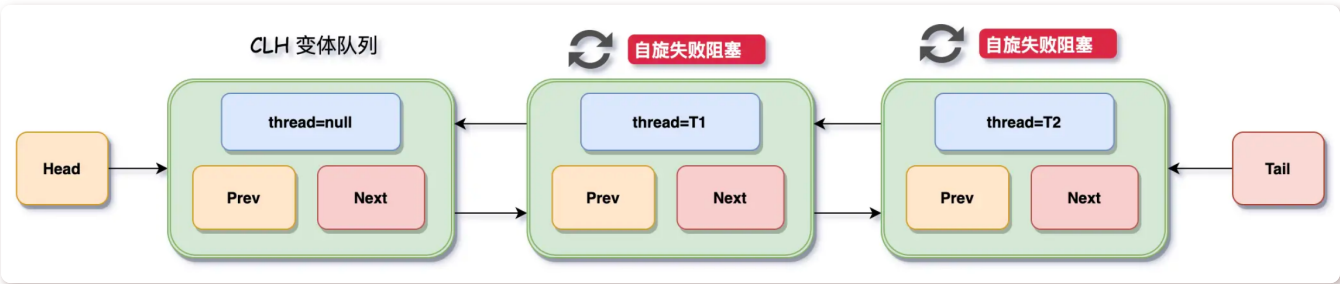 CLH 变体队列
自旋失败阻塞
自旋失败阻塞
thread=null
thread=T1
thread=T2
Head
Prev
Next
Prev
Next
Prev
Next
Tail